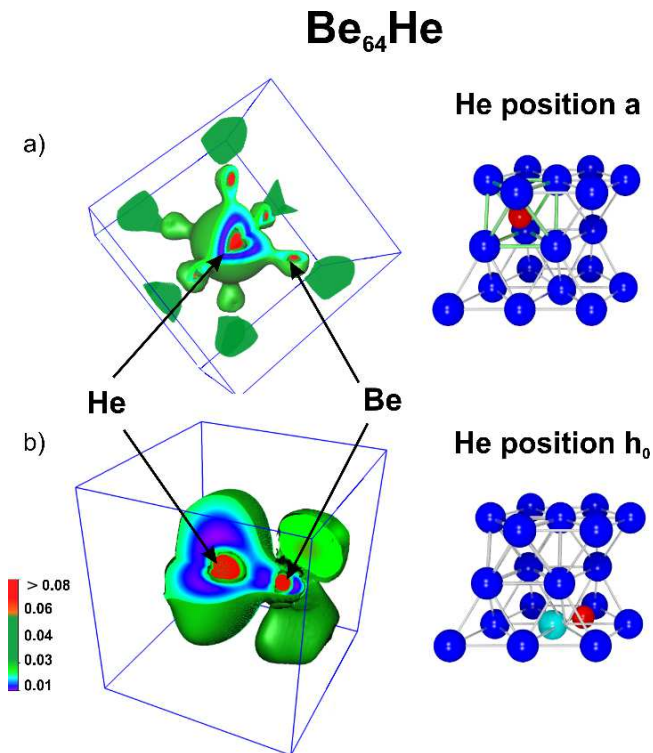 Be₆₄He
He position a
a)
He
Be
b)
He position h₀
> 0.08
0.06
0.04
0.03
0.01